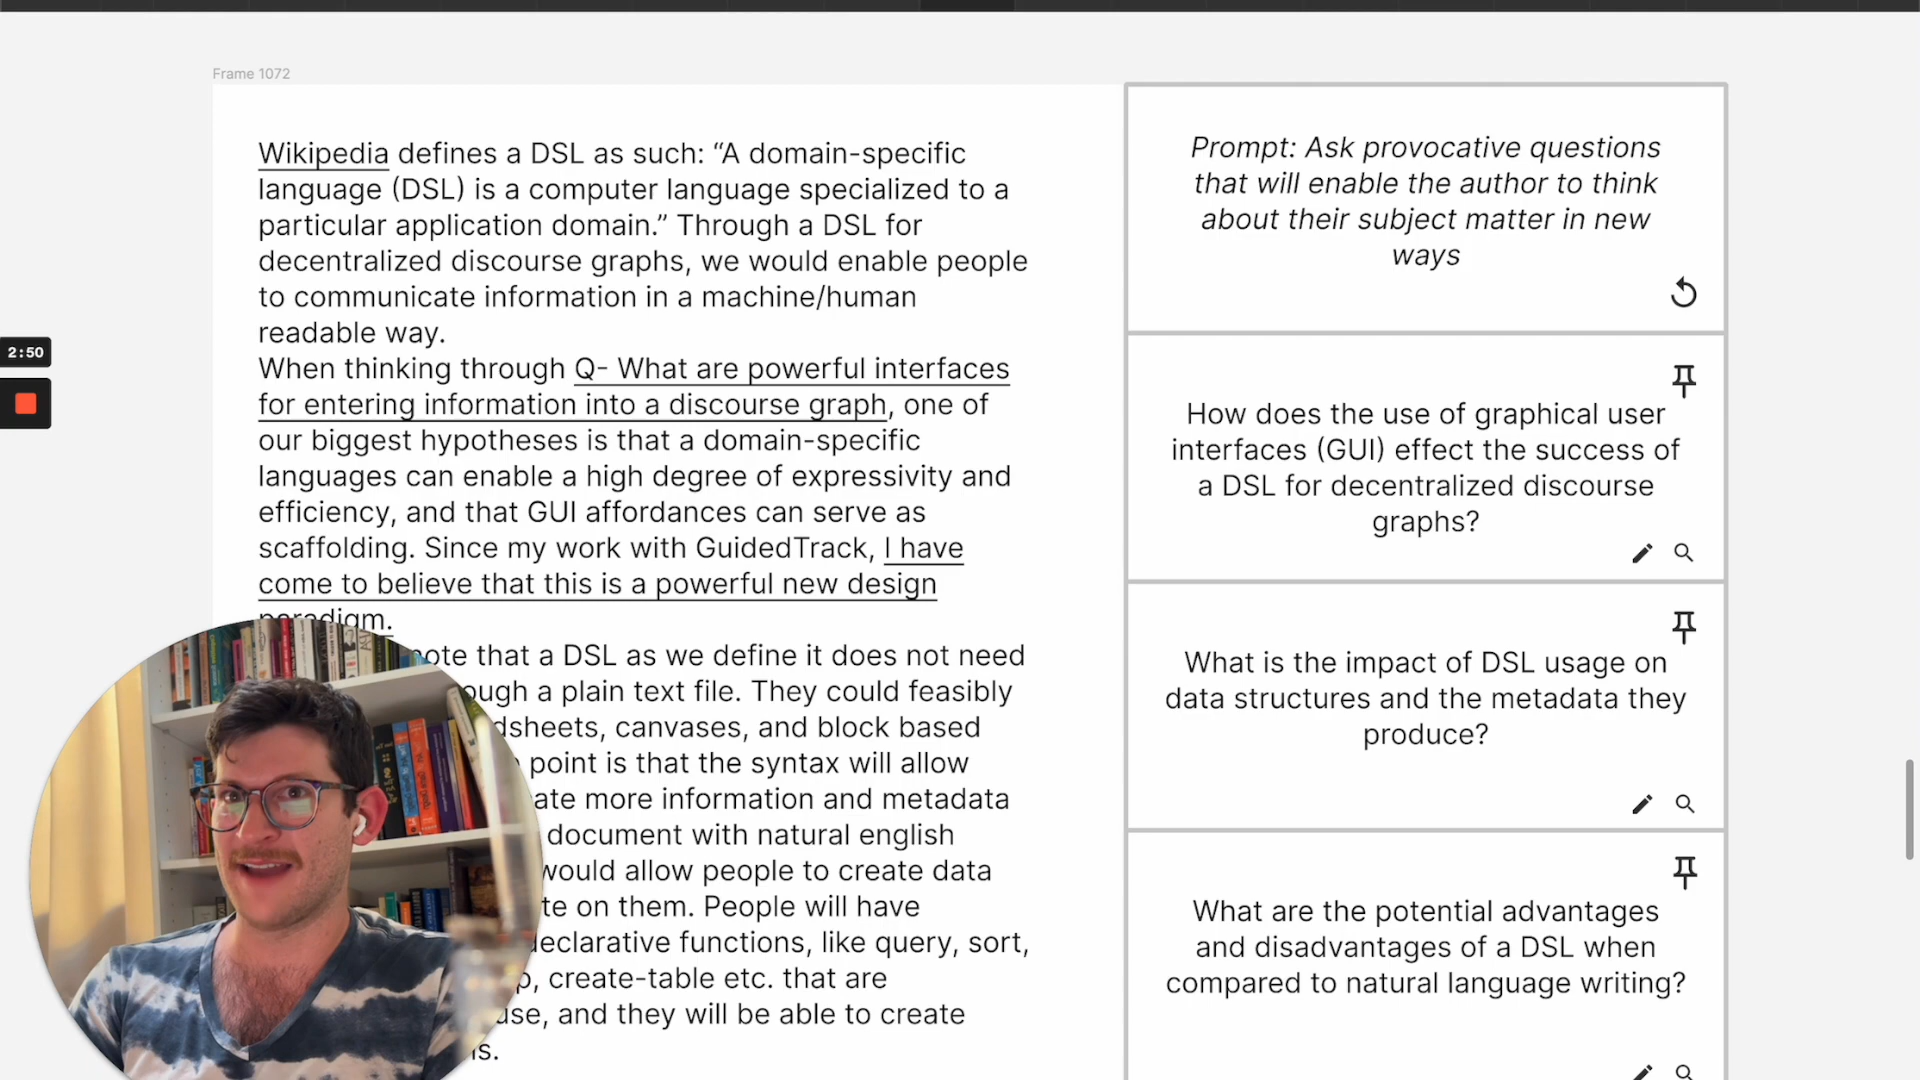 Frame 1072
Wikipedia defines a DSL as such: “A domain-specific
language (DSL) is a computer language specialized to a
particular application domain.” Through a DSL for
decentralized discourse graphs, we would enable people
to communicate information in a machine/human
readable way.
When thinking through Q- What are powerful interfaces
for entering information into a discourse graph, one of
our biggest hypotheses is that a domain-specific
languages can enable a high degree of expressivity and
efficiency, and that GUI affordances can serve as
scaffolding. Since my work with GuidedTrack, I have
come to believe that this is a powerful new design
paradigm.
note that a DSL as we define it does not need
a plain text file. They could feasibly
canvases, and block based
point is that the syntax will allow
more information and metadata
document with natural english
would allow people to create data
on them. People will have
declarative functions, like query, sort,
create-table etc. that are
and they will be able to create
Prompt: Ask provocative questions
that will enable the author to think
about their subject matter in new
ways
How does the use of graphical user
interfaces (GUI) effect the success of
a DSL for decentralized discourse
graphs?
What is the impact of DSL usage on
data structures and the metadata they
produce?
What are the potential advantages
and disadvantages of a DSL when
compared to natural language writing?
2:50